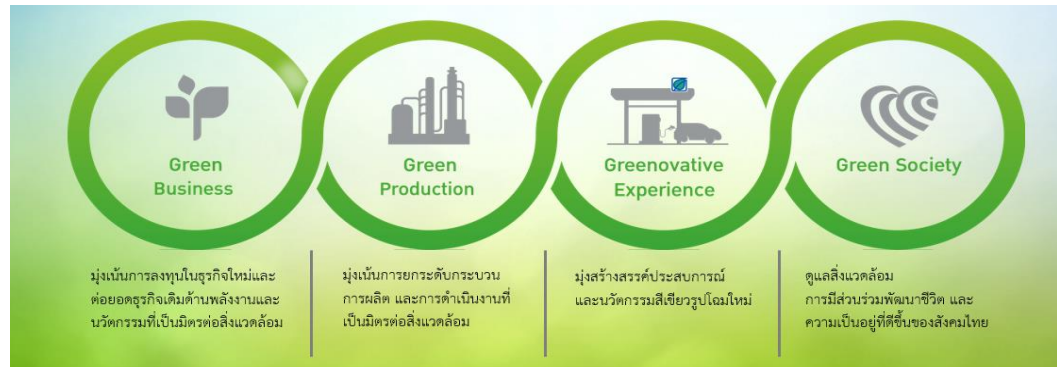 Green
Business
มุ่งเน้นการลงทุนในธุรกิจใหม่และ
ต่อยอดธุรกิจเดิมด้านพลังงานและ
นวัตกรรมที่เป็นมิตรต่อสิ่งแวดล้อม
Green
Production
มุ่งเน้นการยกระดับกระบวน
การผลิต และการดำเนินงานที่
เป็นมิตรต่อสิ่งแวดล้อม
Greenovative
Experience
มุ่งสร้างสรรค์ประสบการณ์
และนวัตกรรมสีเขียวรูปโฉมใหม่
Green Society
ดูแลสิ่งแวดล้อม
การมีส่วนร่วมพัฒนาชีวิต และ
ความเป็นอยู่ที่ดีขึ้นของสังคมไทย